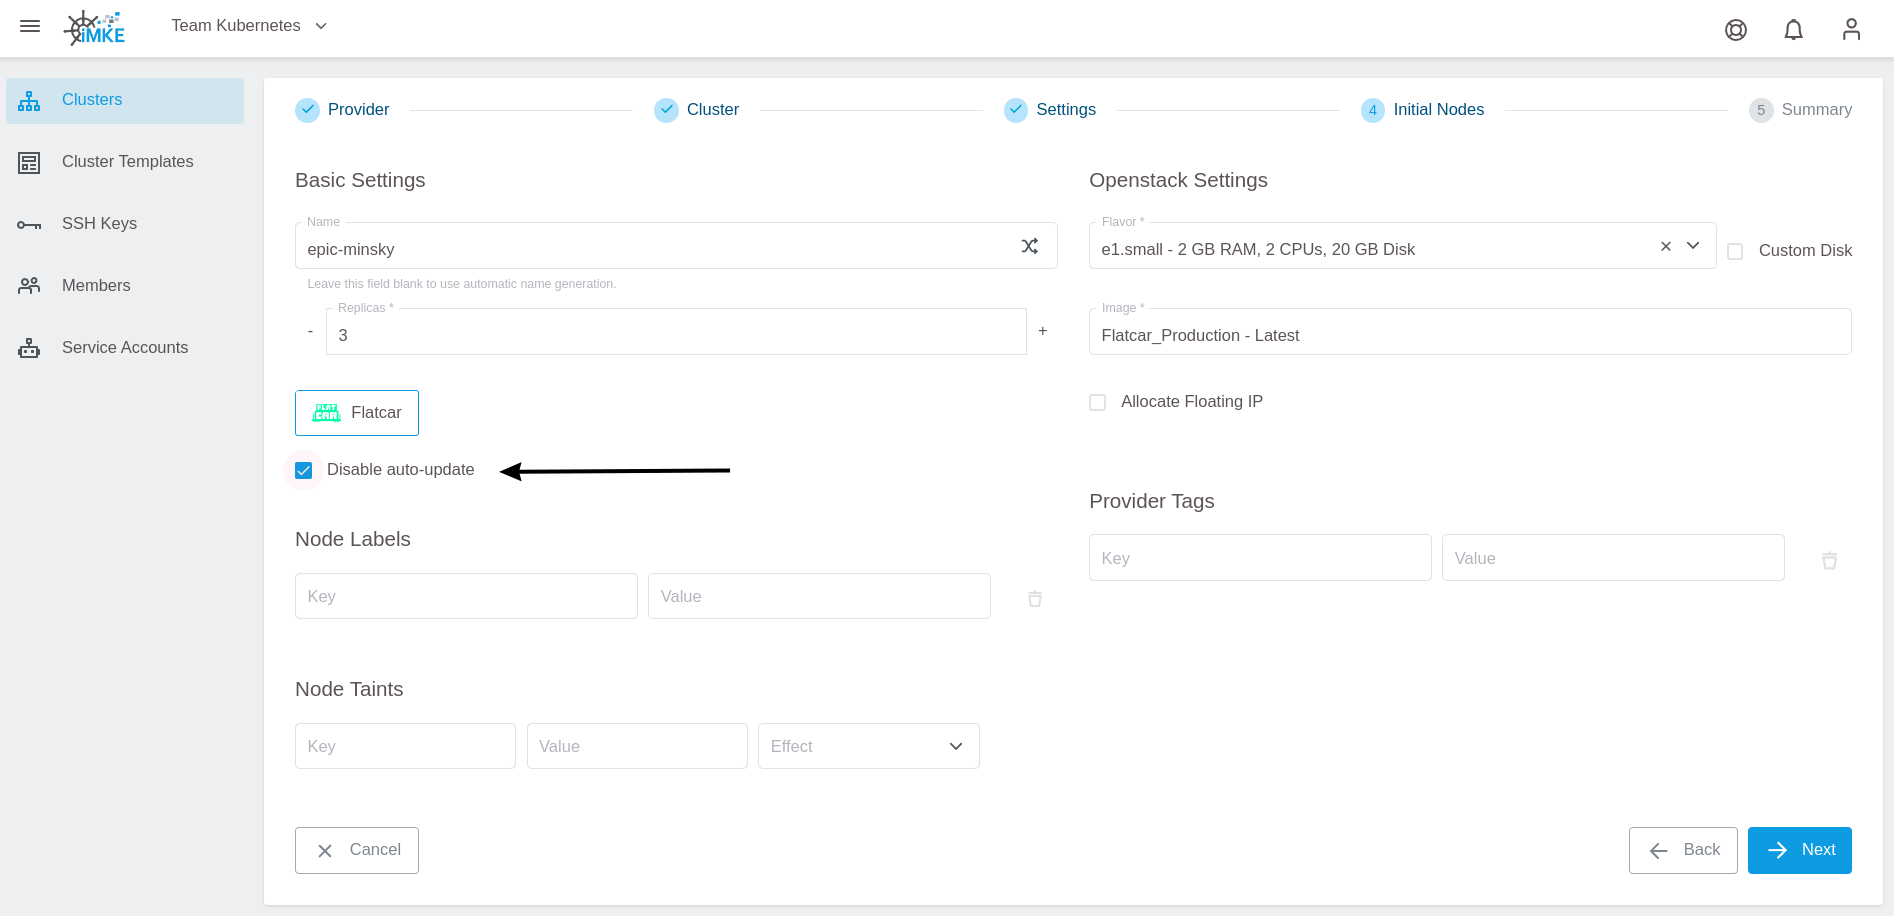 iMKE
Team Kubernetes
Clusters
Cluster Templates
SSH Keys
Members
Service Accounts
Provider
Cluster
Settings
4 Initial Nodes
5 Summary
Basic Settings
Name
epic-minsky
Leave this field blank to use automatic name generation.
Replicas *
- 3 +
FLAT
CAR
Flatcar
Disable auto-update
Node Labels
Key Value
Node Taints
Key Value Effect
Openstack Settings
Flavor *
e1.small - 2 GB RAM, 2 CPUs, 20 GB Disk
Custom Disk
Image *
Flatcar_Production - Latest
Allocate Floating IP
Provider Tags
Key Value
Cancel
Back
Next